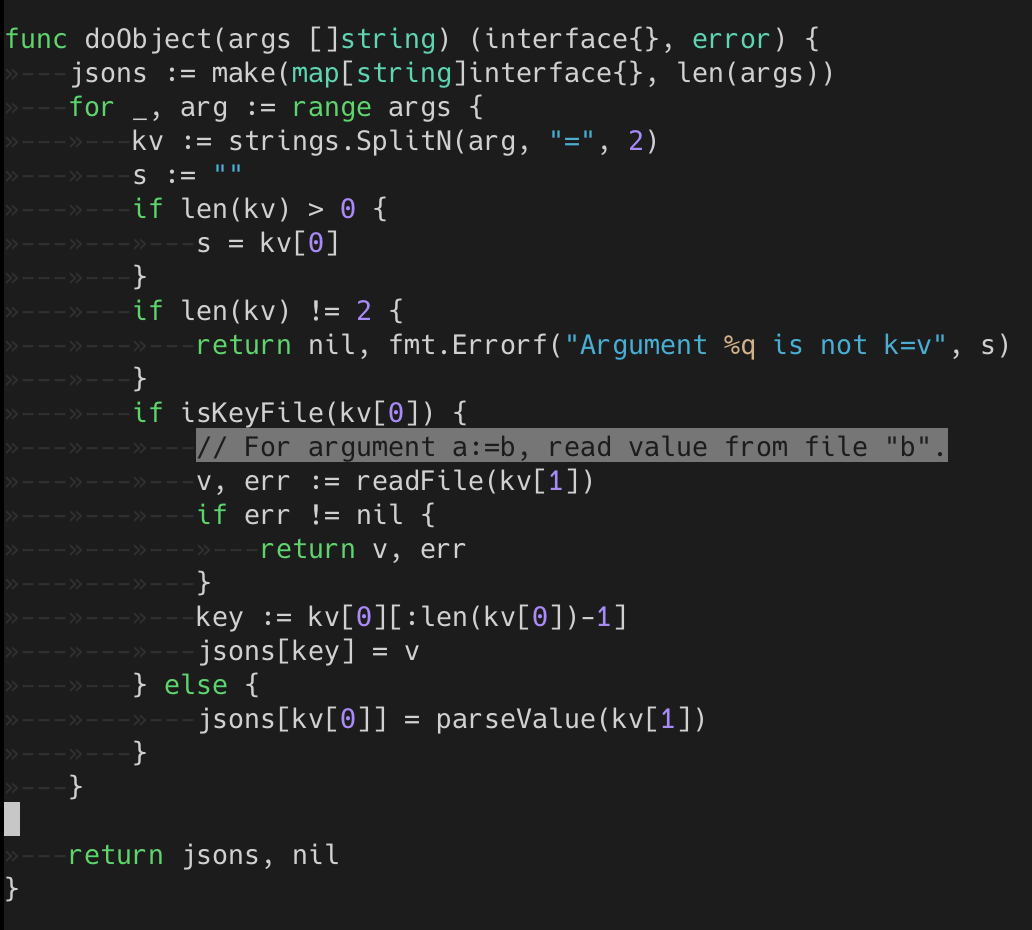 func doObject(args []string) (interface{}, error) {
»---jsons := make(map[string]interface{}, len(args))
»---for _, arg := range args {
»---»---kv := strings.SplitN(arg, "=", 2)
»---»---s := ""
»---»---if len(kv) > 0 {
»---»---»---s = kv[0]
»---»---}
»---»---if len(kv) != 2 {
»---»---»---return nil, fmt.Errorf("Argument %q is not k=v", s)
»---»---}
»---»---if isKeyFile(kv[0]) {
»---»---»---// For argument a:=b, read value from file "b".
»---»---»---v, err := readFile(kv[1])
»---»---»---if err != nil {
»---»---»---»---return v, err
»---»---»---}
»---»---»---key := kv[0][:len(kv[0])-1]
»---»---»---jsons[key] = v
»---»---} else {
»---»---»---jsons[kv[0]] = parseValue(kv[1])
»---»---}
»---}
»---return jsons, nil
}